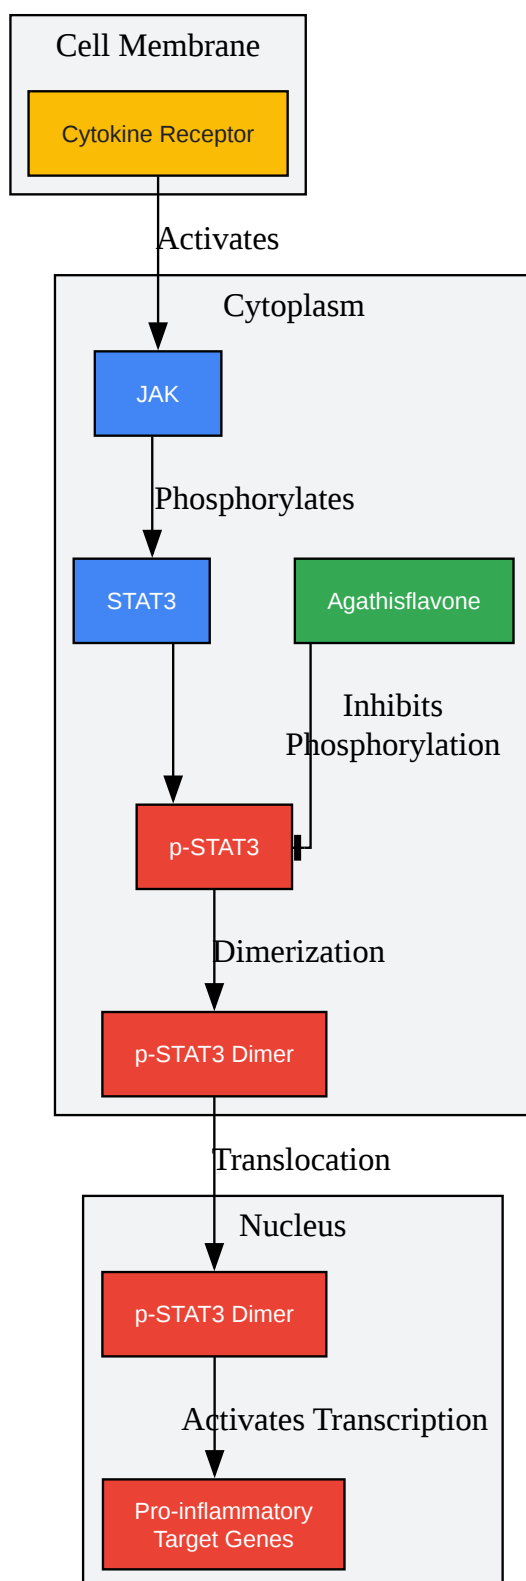 Cell Membrane
Cytokine Receptor
Activates
Cytoplasm
JAK
Phosphorylates
STAT3
Agathisflavone
Inhibits
Phosphorylation
p-STAT3
Dimerization
p-STAT3 Dimer
Translocation
Nucleus
p-STAT3 Dimer
Activates Transcription
Pro-inflammatory
Target Genes